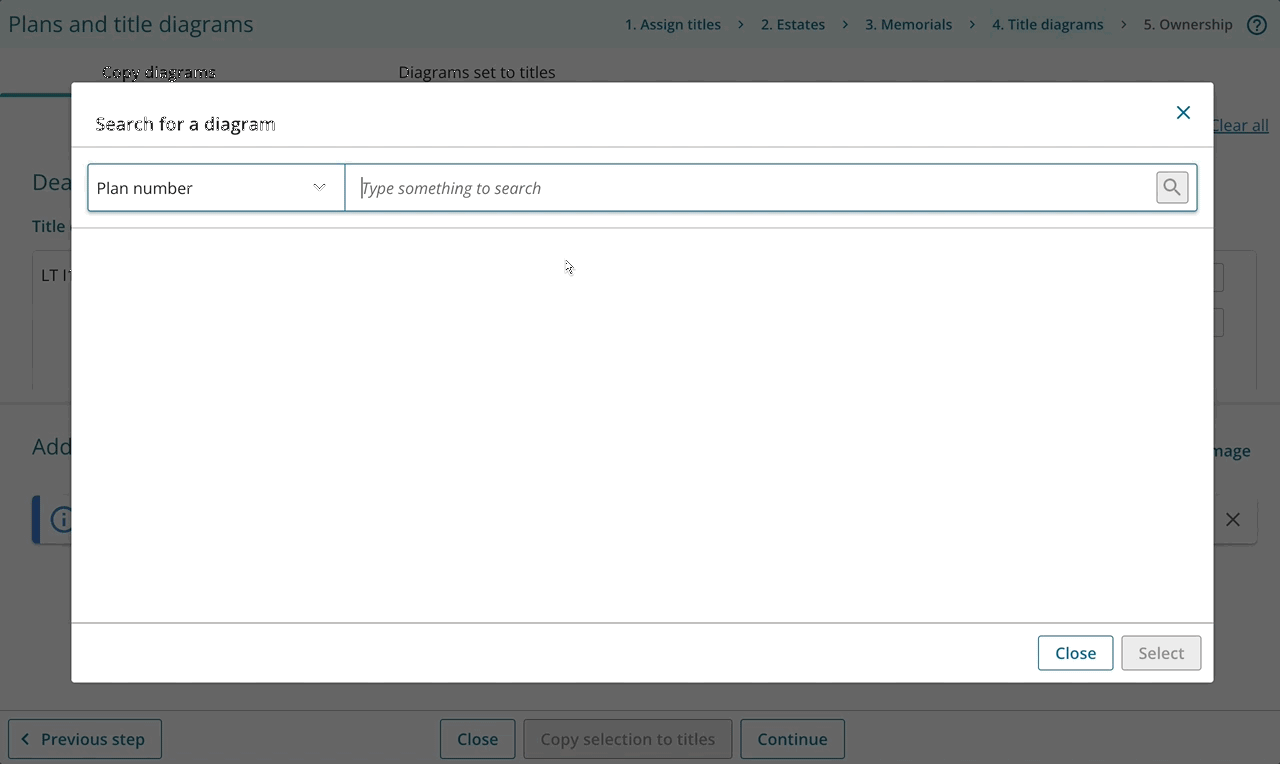 Plans and title diagrams
1. Assign titles > 2. Estates > 3. Memorials > 4. Title diagrams > 5. Ownership
Copy diagrams
Diagrams set to titles
Search for a diagram
Clear all
Plan number
Type something to search
Title
LT
Add
Close
Select
Previous step
Close
Copy selection to titles
Continue